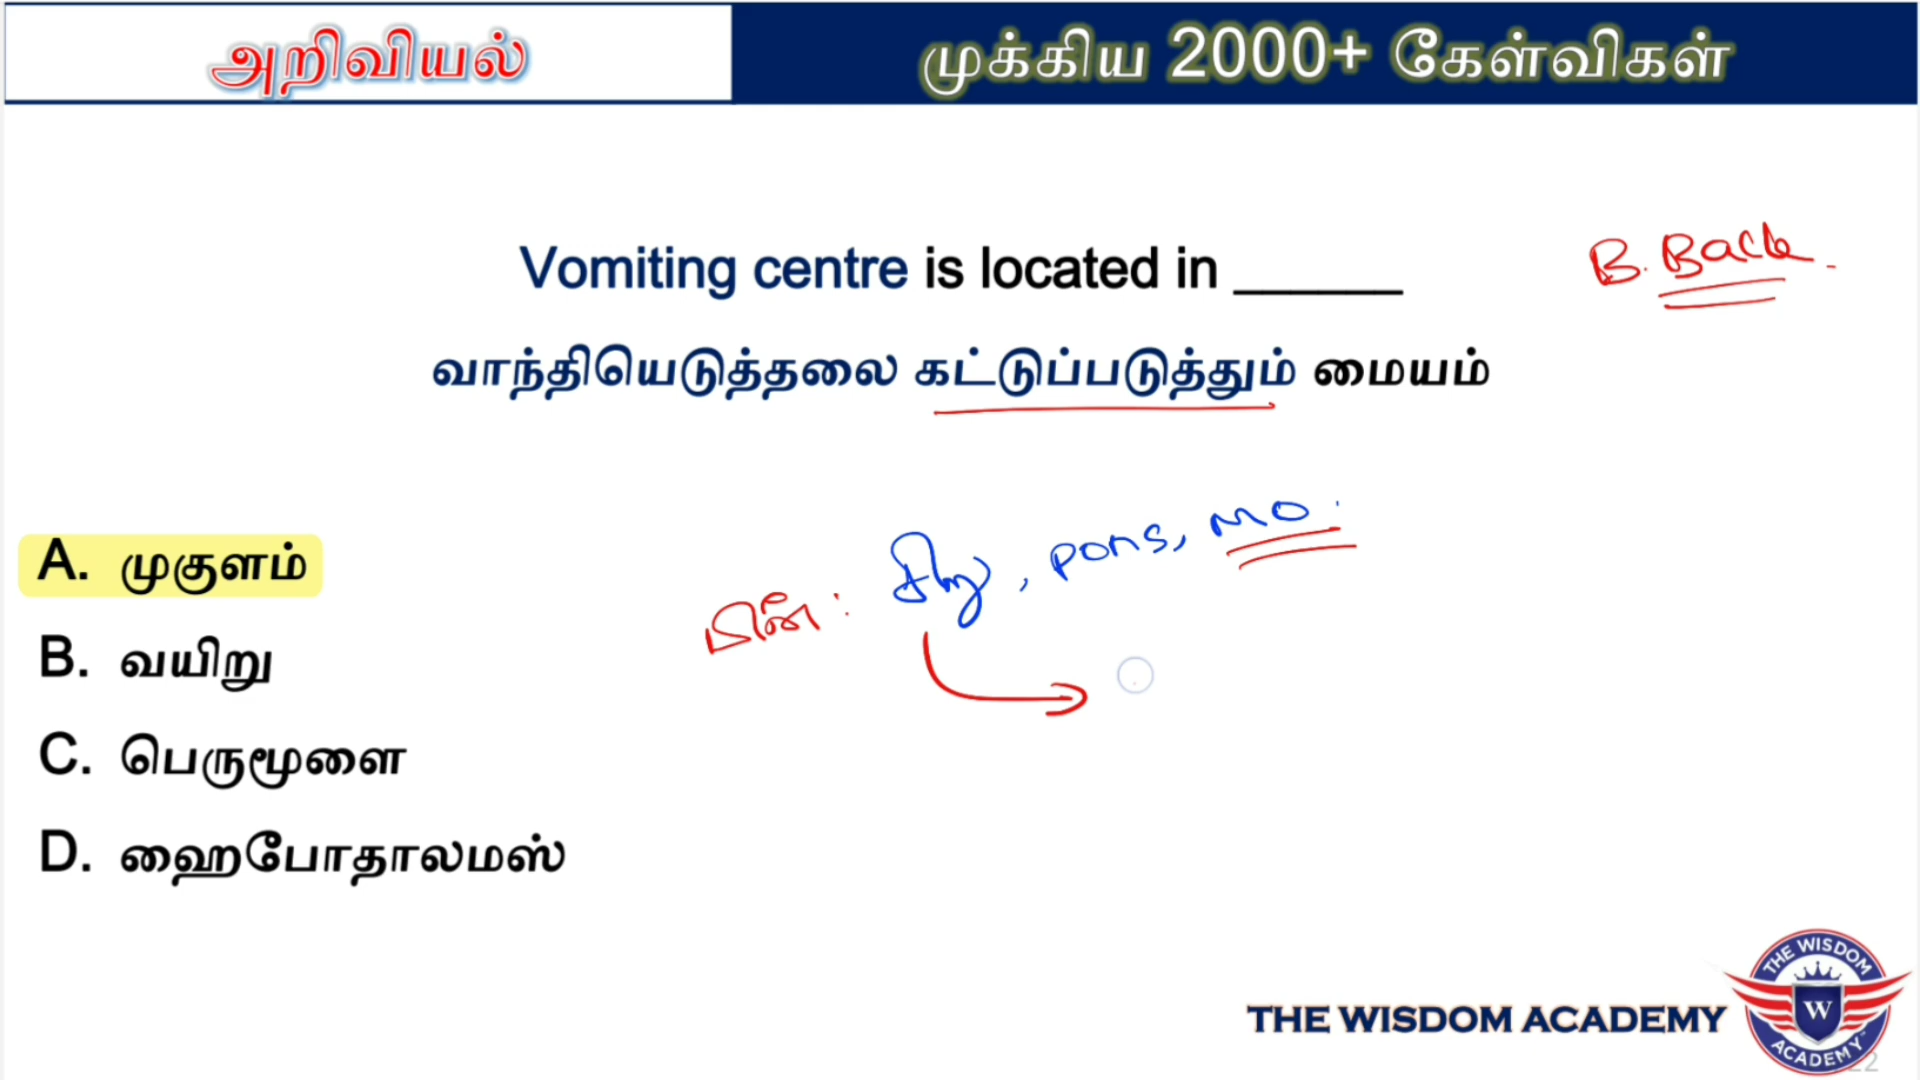 அறிவியல்
முக்கிய 2000+ கேள்விகள்
Vomiting centre is located in ______
B. Back.
வாந்தியெடுத்தலை கட்டுப்படுத்தும் மையம்
A. முகுளம்
பின் : சிறு, pons, MO.
B. வயிறு
C. பெருமூளை
D. ஹைபோதாலமஸ்
THE WISDOM ACADEMY
THE WISDOM
W
ACADEMY
22